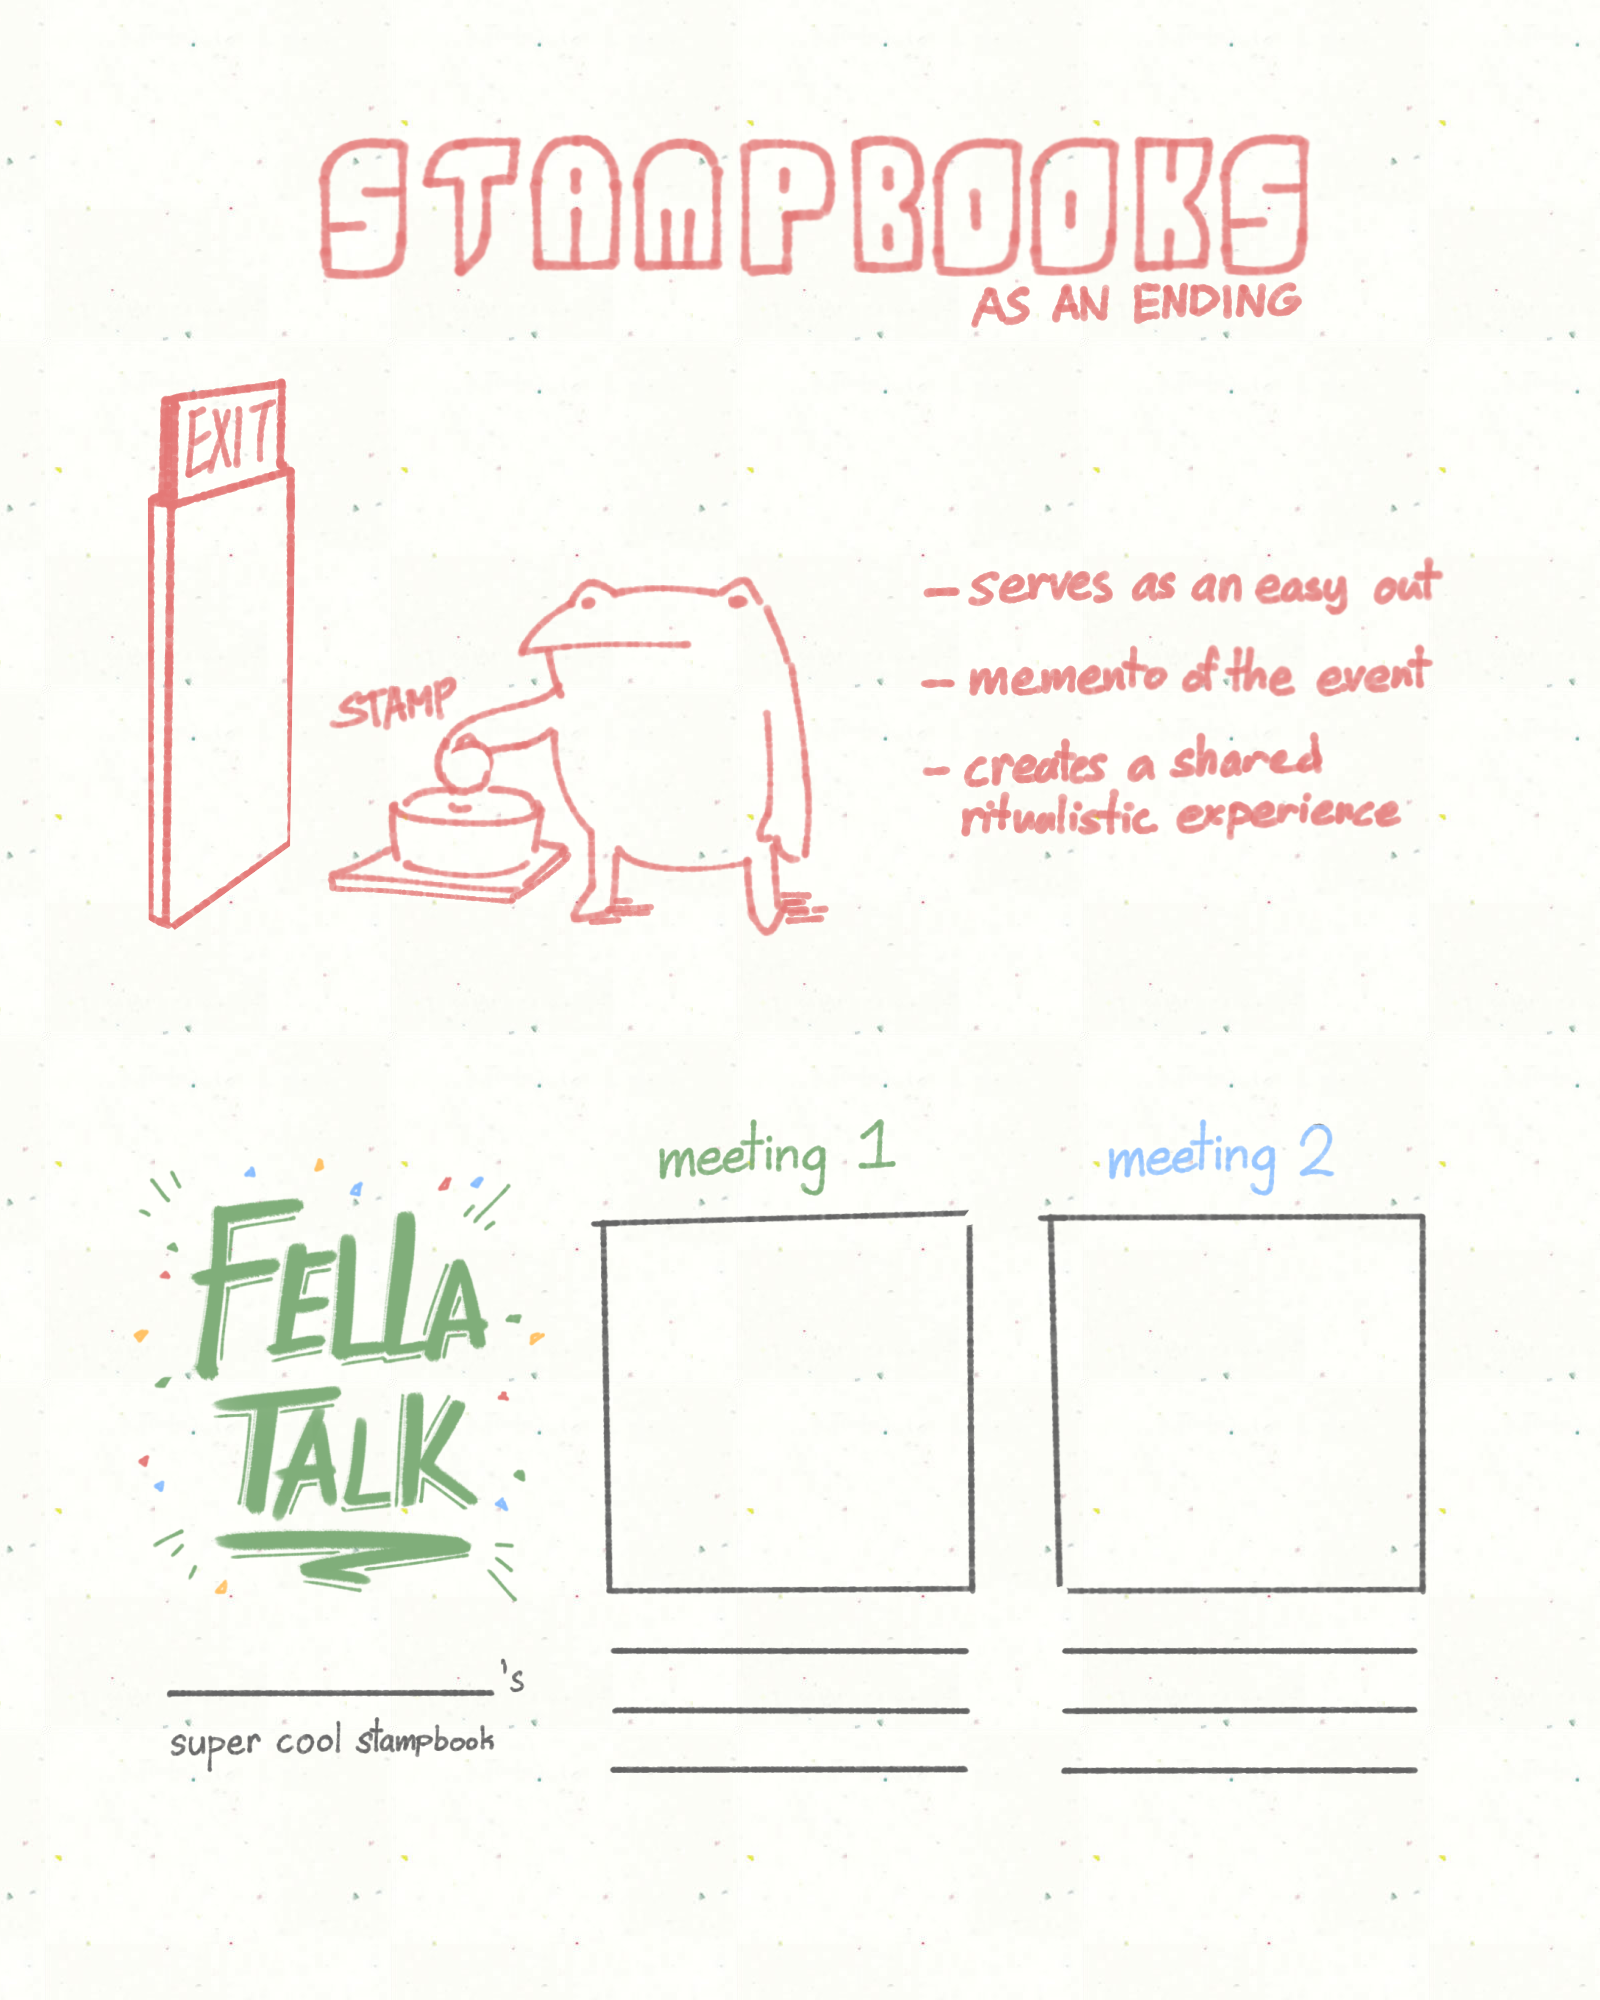 STAMPBOOKS
AS AN ENDING
EXIT
STAMP
- serves as an easy out
- memento of the event
- creates a shared
ritualistic experience
FELLA
TALK
's
super cool stampbook
meeting 1
meeting 2